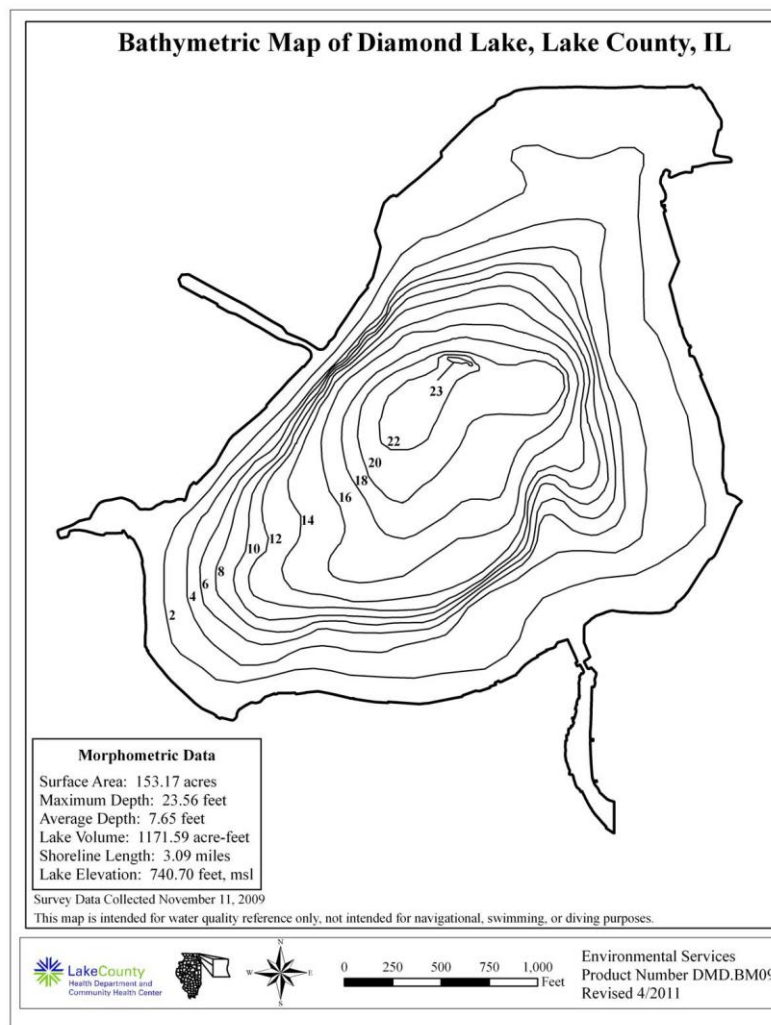 Bathymetric Map of Diamond Lake, Lake County, IL
23
22
20
18
16
14
12
10
8
6
4
2
Morphometric Data
Surface Area: 153.17 acres
Maximum Depth: 23.56 feet
Average Depth: 7.65 feet
Lake Volume: 1171.59 acre-feet
Shoreline Length: 3.09 miles
Lake Elevation: 740.70 feet, msl
Survey Data Collected November 11, 2009
This map is intended for water quality reference only, not intended for navigational, swimming, or diving purposes.
LakeCounty
Health Department and
Community Health Center
N
W E
S
0 250 500 750 1,000
Feet
Environmental Services
Product Number DMD.BM09
Revised 4/2011